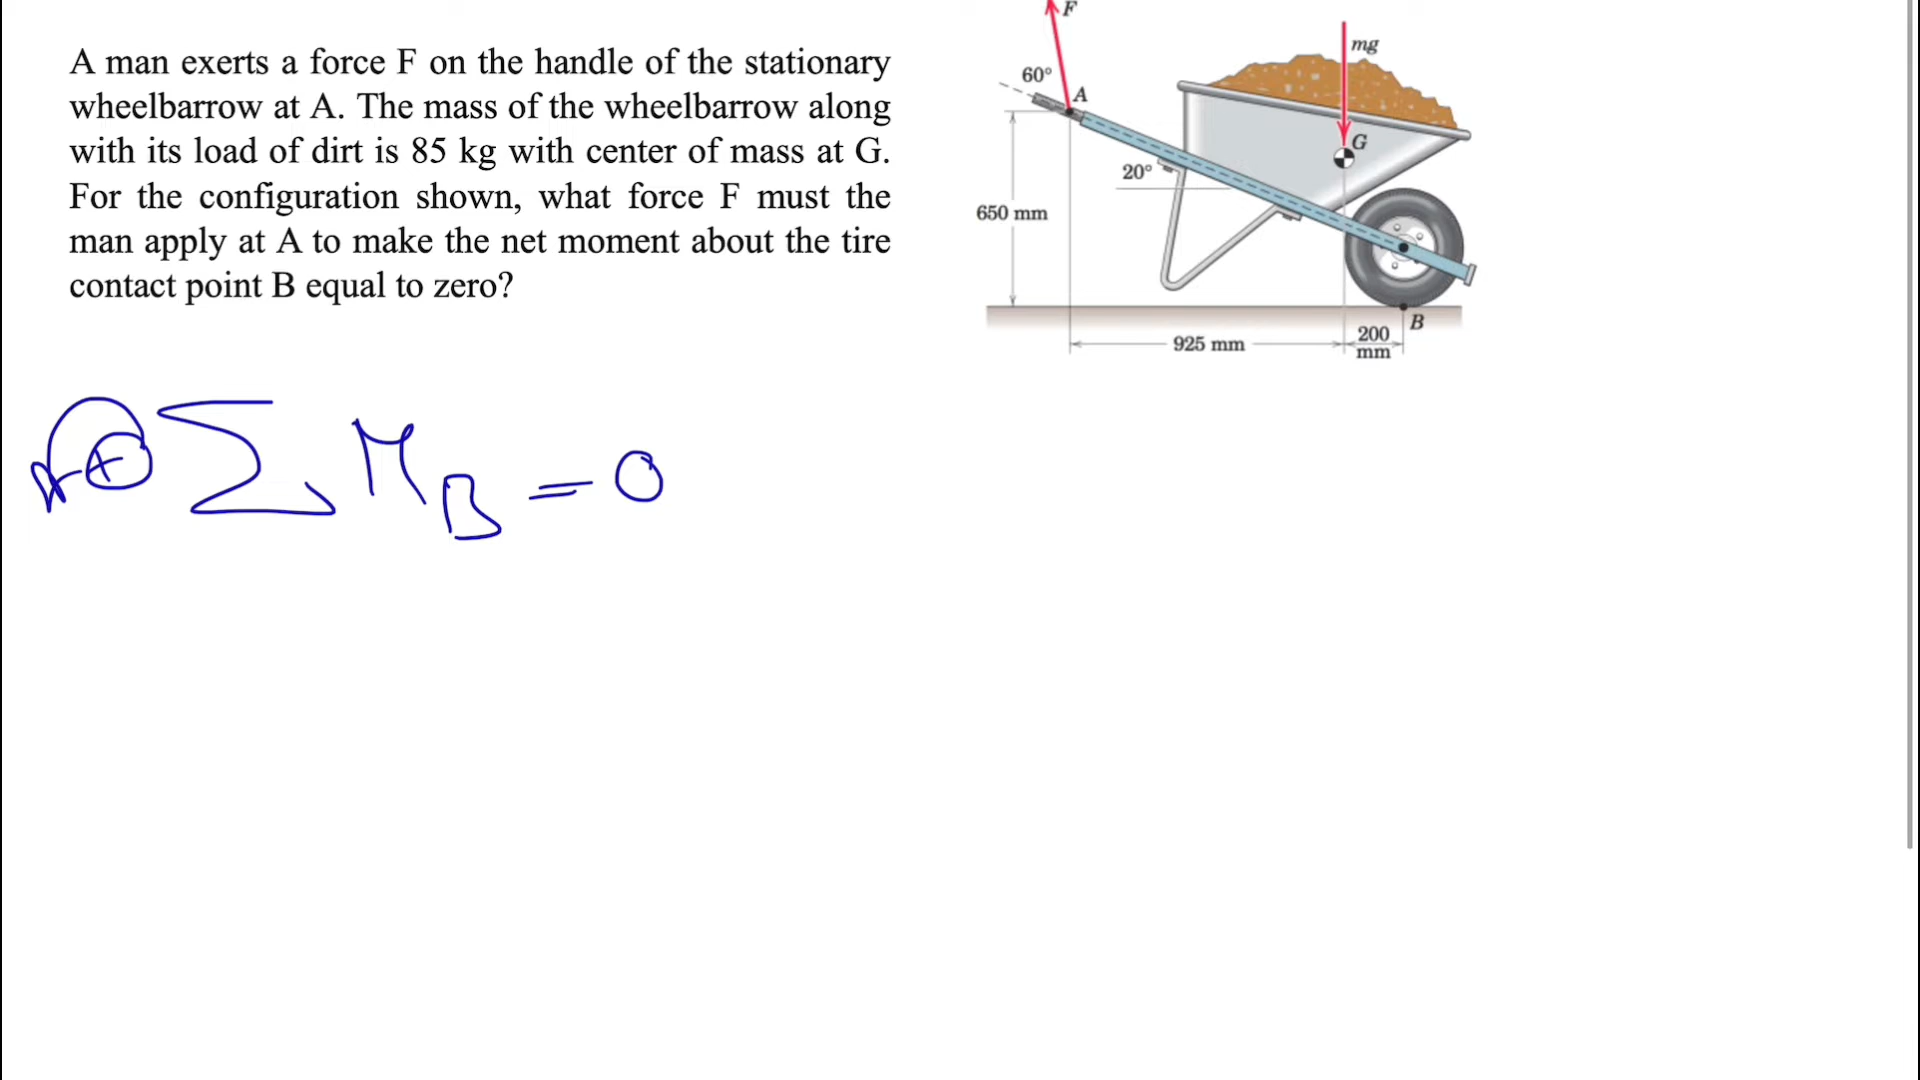 A man exerts a force F on the handle of the stationary
wheelbarrow at A. The mass of the wheelbarrow along
with its load of dirt is 85 kg with center of mass at G.
For the configuration shown, what force F must the
man apply at A to make the net moment about the tire
contact point B equal to zero?
F
mg
60°
A
G
20°
650 mm
B
925 mm
200
mm
+ ΣM_B = 0